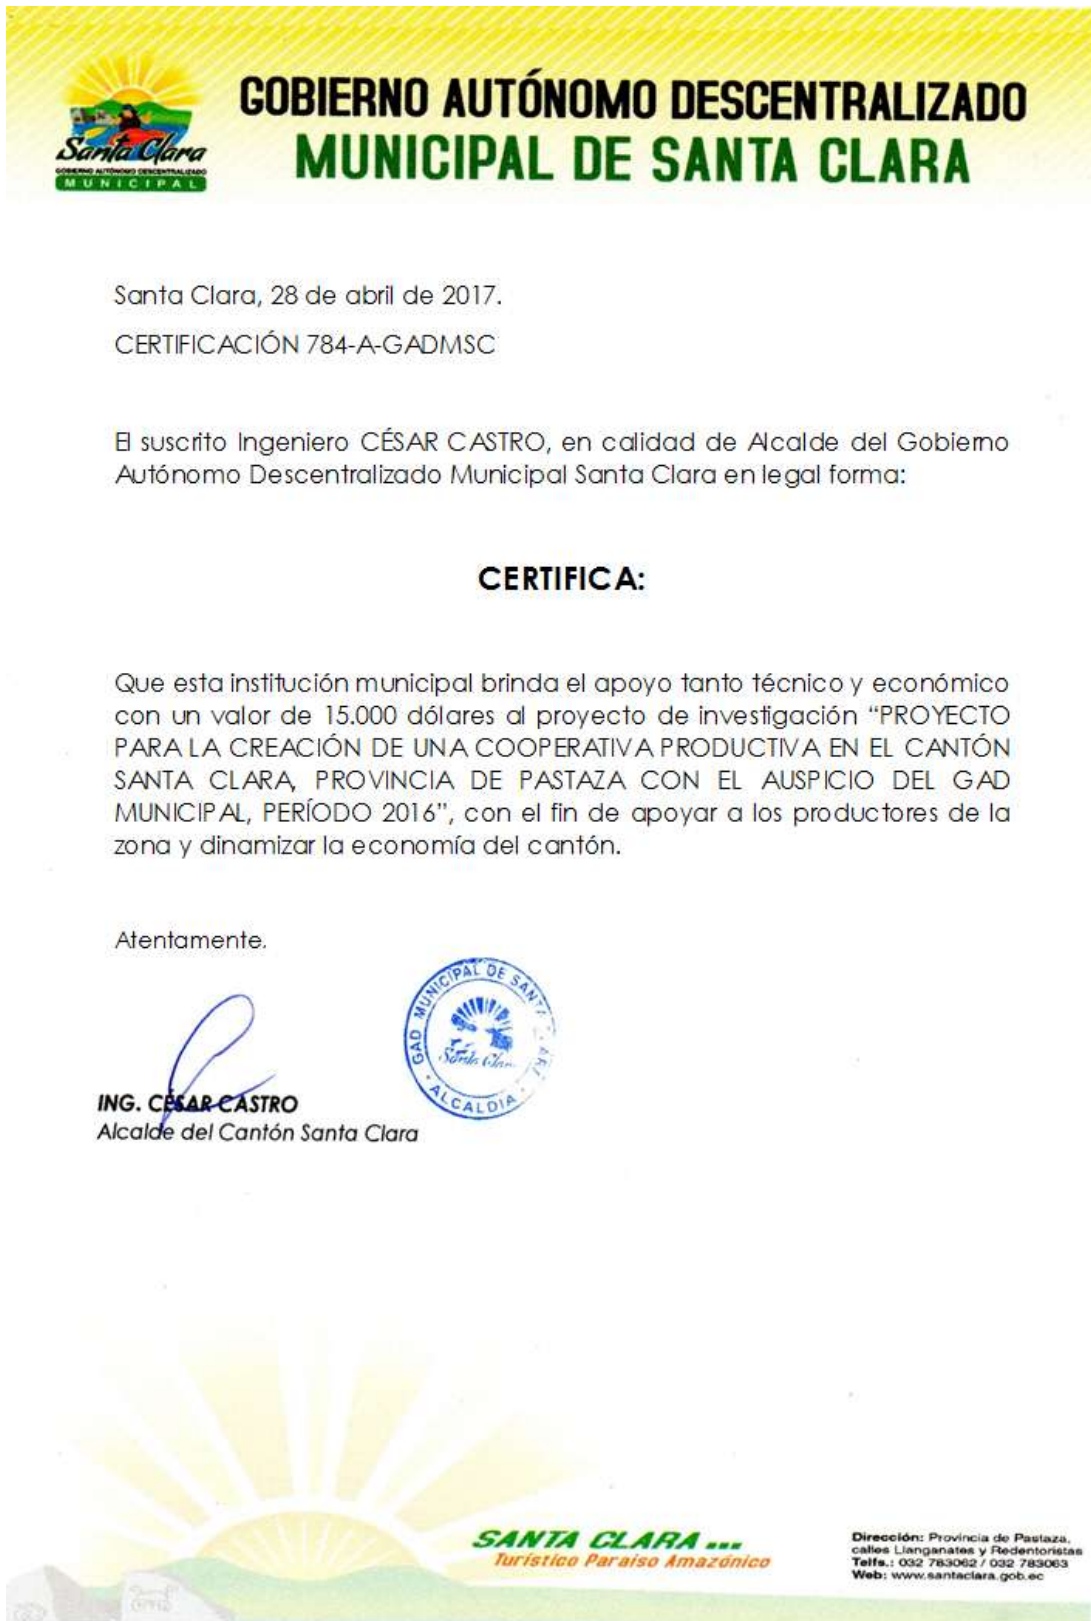 Santa Clara
GOBIERNO AUTÓNOMO DESCENTRALIZADO
MUNICIPAL
GOBIERNO AUTÓNOMO DESCENTRALIZADO
MUNICIPAL DE SANTA CLARA
Santa Clara, 28 de abril de 2017.
CERTIFICACIÓN 784-A-GADMSC
El suscrito Ingeniero CÉSAR CASTRO, en calidad de Alcalde del Gobierno
Autónomo Descentralizado Municipal Santa Clara en legal forma:
CERTIFICA:
Que esta institución municipal brinda el apoyo tanto técnico y económico
con un valor de 15.000 dólares al proyecto de investigación “PROYECTO
PARA LA CREACIÓN DE UNA COOPERATIVA PRODUCTIVA EN EL CANTÓN
SANTA CLARA, PROVINCIA DE PASTAZA CON EL AUSPICIO DEL GAD
MUNICIPAL, PERÍODO 2016”, con el fin de apoyar a los productores de la
zona y dinamizar la economía del cantón.
Atentamente.
GAD MUNICIPAL DE SANTA CLARA
Santa Clara
ALCALDIA
ING. CÉSAR CASTRO
Alcalde del Cantón Santa Clara
SANTA CLARA ...
Turístico Paraíso Amazónico
Dirección: Provincia de Pastaza,
calles Llanganates y Redentoristas
Telfs.: 032 783062 / 032 783063
Web: www.santaclara.gob.ec